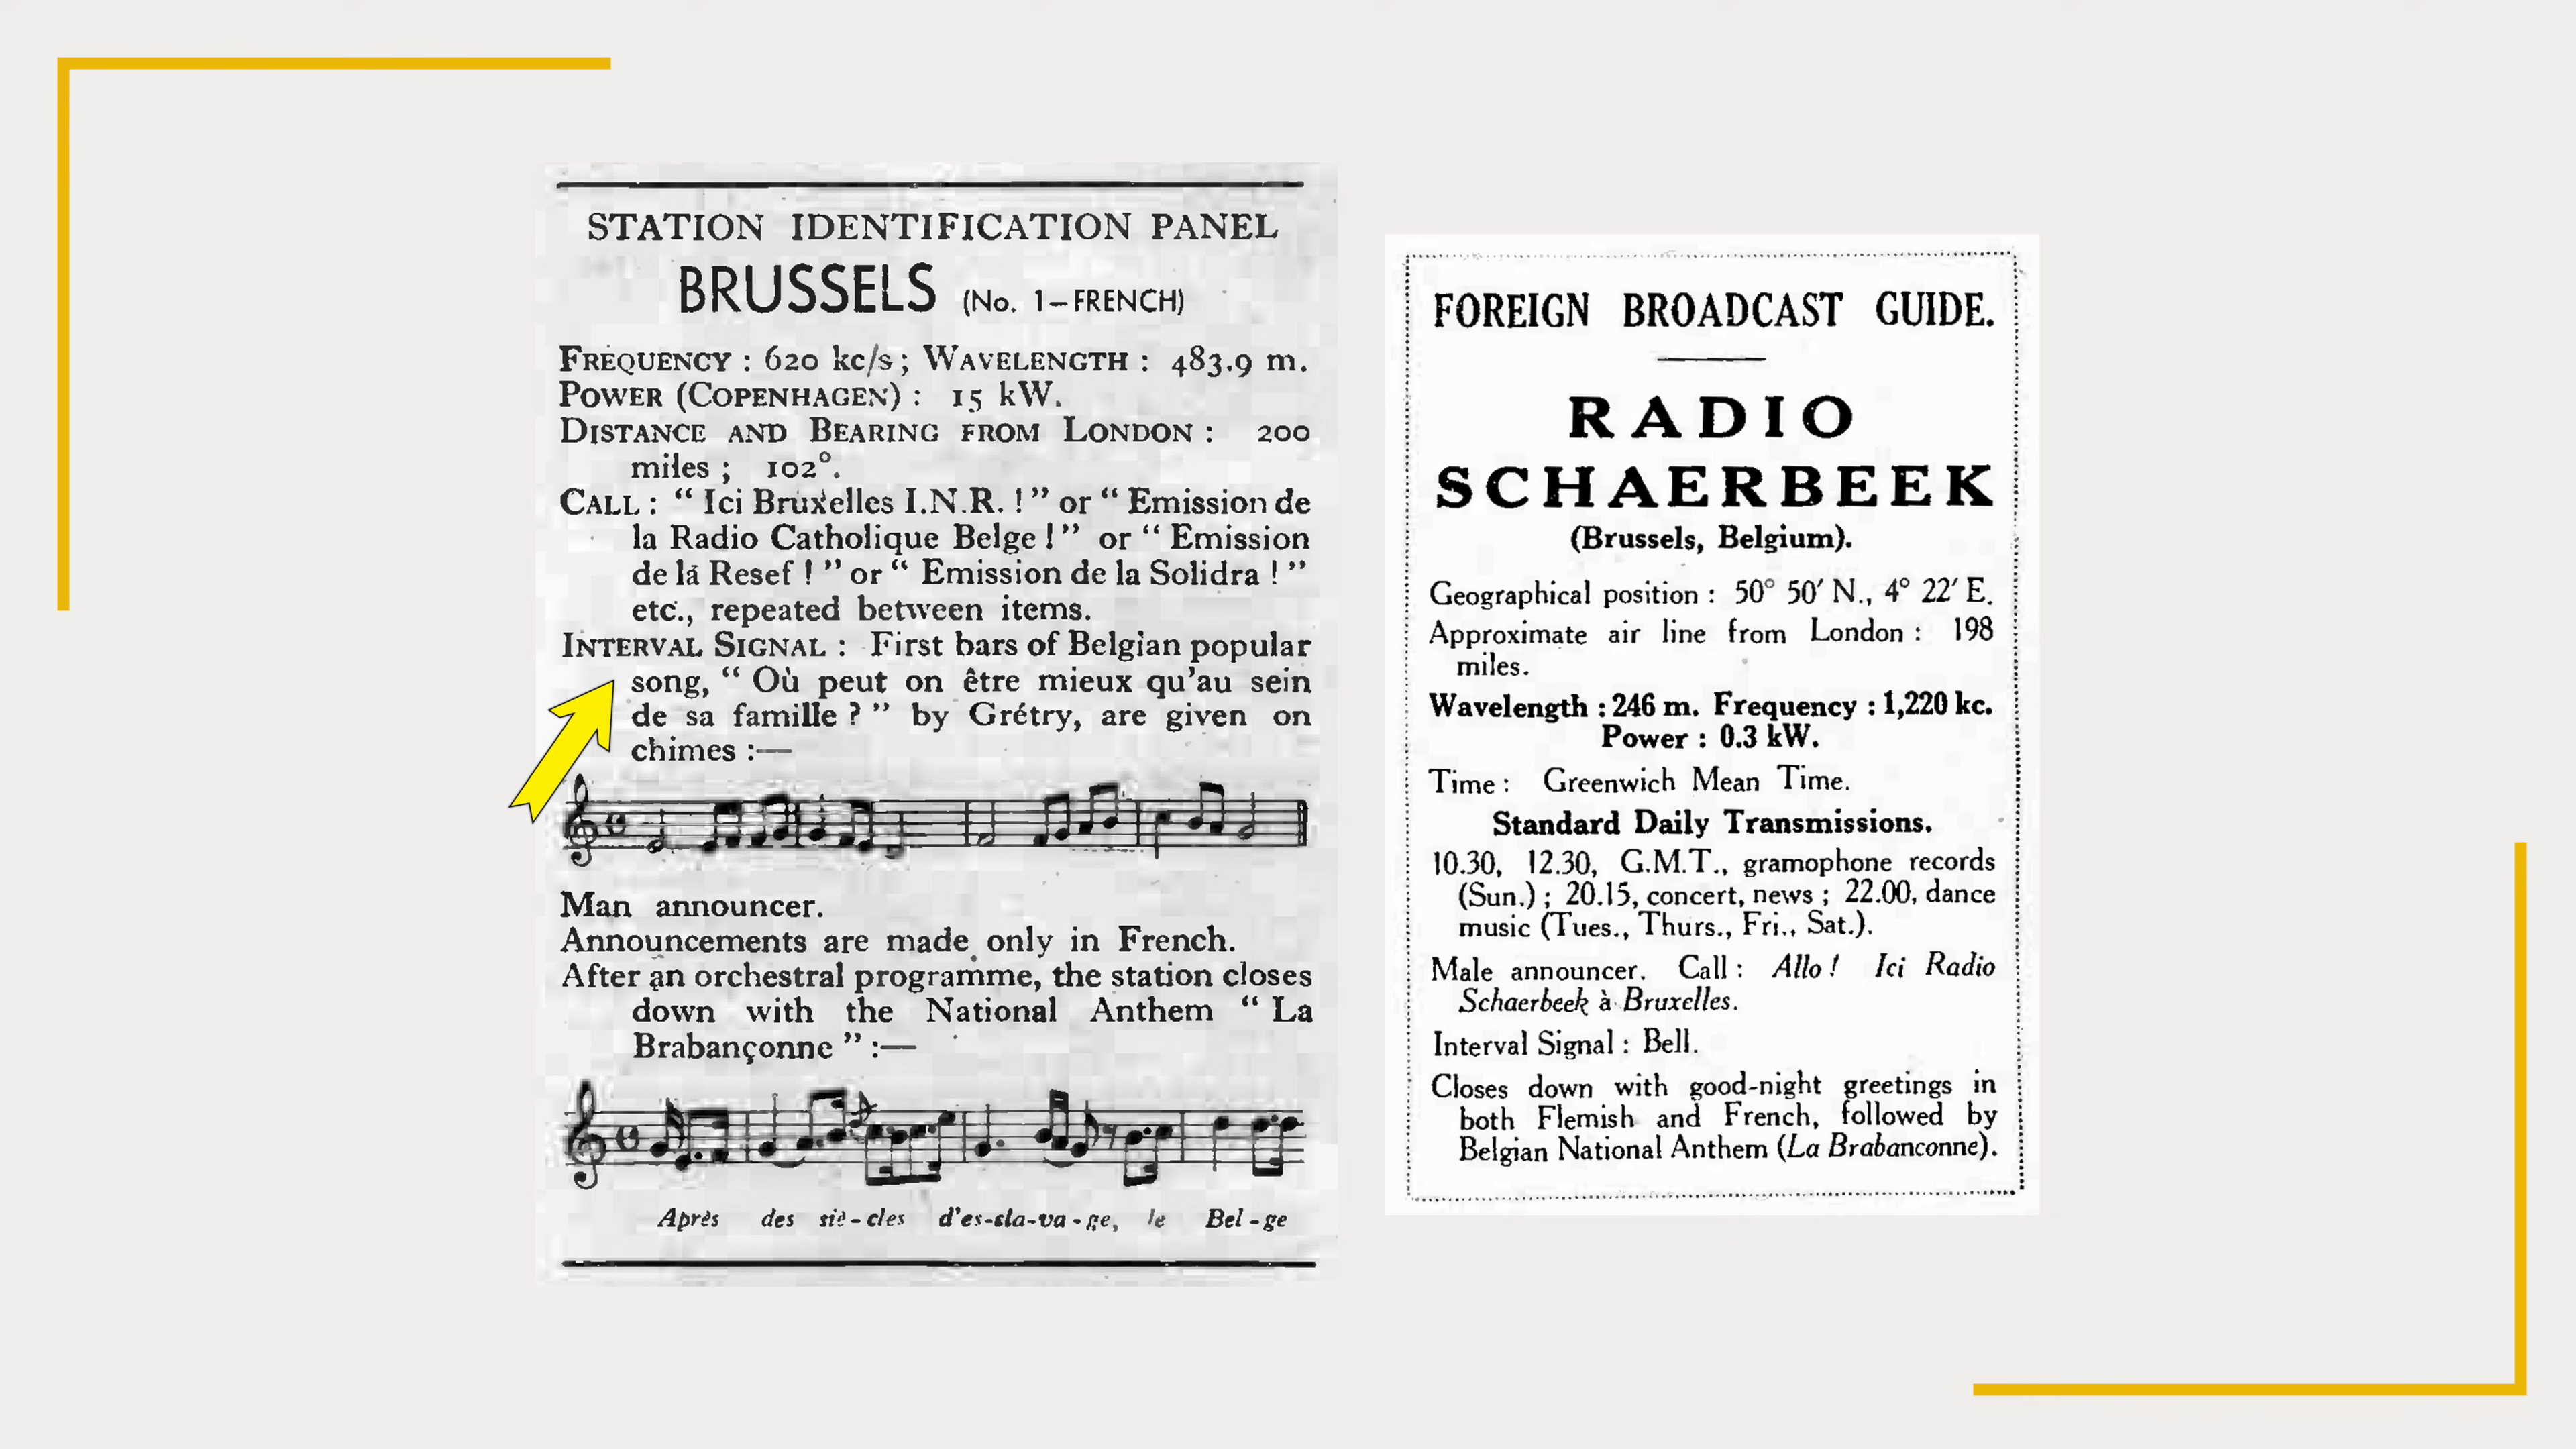 STATION IDENTIFICATION PANEL
BRUSSELS (No. 1–FRENCH)
FREQUENCY : 620 kc/s; WAVELENGTH : 483.9 m.
POWER (COPENHAGEN) : 15 kW.
DISTANCE AND BEARING FROM LONDON : 200
miles ; 102°.
CALL : “ Ici Bruxelles I.N.R. ! ” or “ Emission de
la Radio Catholique Belge ! ” or “ Emission
de la Resef ! ” or “ Emission de la Solidra ! ”
etc., repeated between items.
INTERVAL SIGNAL : First bars of Belgian popular
song, “ Où peut on être mieux qu’au sein
de sa famille ? ” by Grétry, are given on
chimes :—
Man announcer.
Announcements are made only in French.
After an orchestral programme, the station closes
down with the National Anthem “ La
Brabançonne ” :—
Après des siè - cles d’es-cla-va - ge, le Bel - ge
FOREIGN BROADCAST GUIDE.
RADIO
SCHAERBEEK
(Brussels, Belgium).
Geographical position : 50° 50′ N., 4° 22′ E.
Approximate air line from London : 198
miles.
Wavelength : 246 m. Frequency : 1,220 kc.
Power : 0.3 kW.
Time : Greenwich Mean Time.
Standard Daily Transmissions.
10.30, 12.30, G.M.T., gramophone records
(Sun.) ; 20.15, concert, news ; 22.00, dance
music (Tues., Thurs., Fri., Sat.).
Male announcer. Call : Allo ! Ici Radio
Schaerbeek à Bruxelles.
Interval Signal : Bell.
Closes down with good-night greetings in
both Flemish and French, followed by
Belgian National Anthem (La Brabanconne).